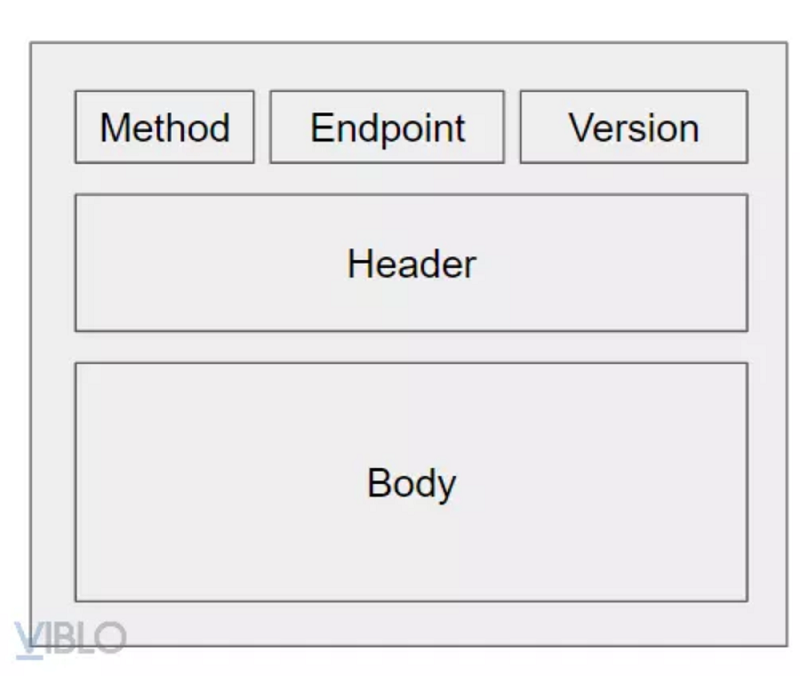 Method Endpoint Version
Header
Body
VIBLO